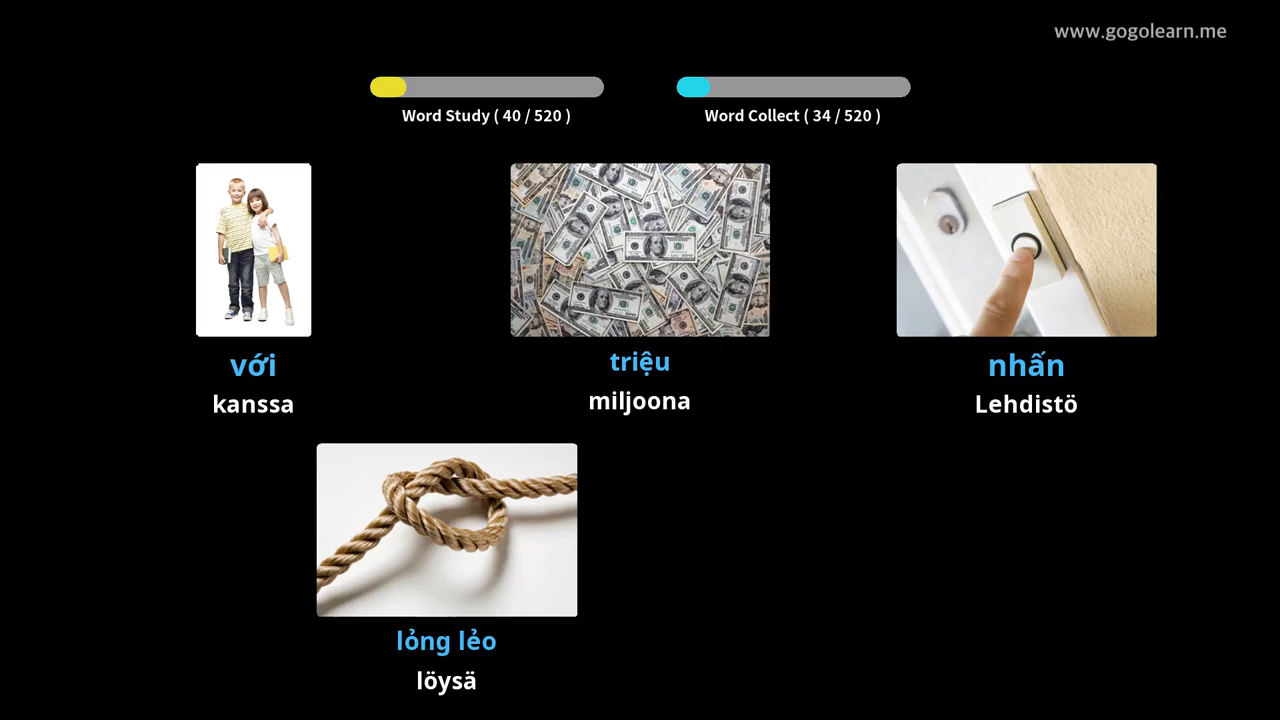 www.gogolearn.me
Word Study ( 40 / 520 )
Word Collect ( 34 / 520 )
với
kanssa
triệu
miljoona
nhấn
Lehdistö
lỏng lẻo
löysä